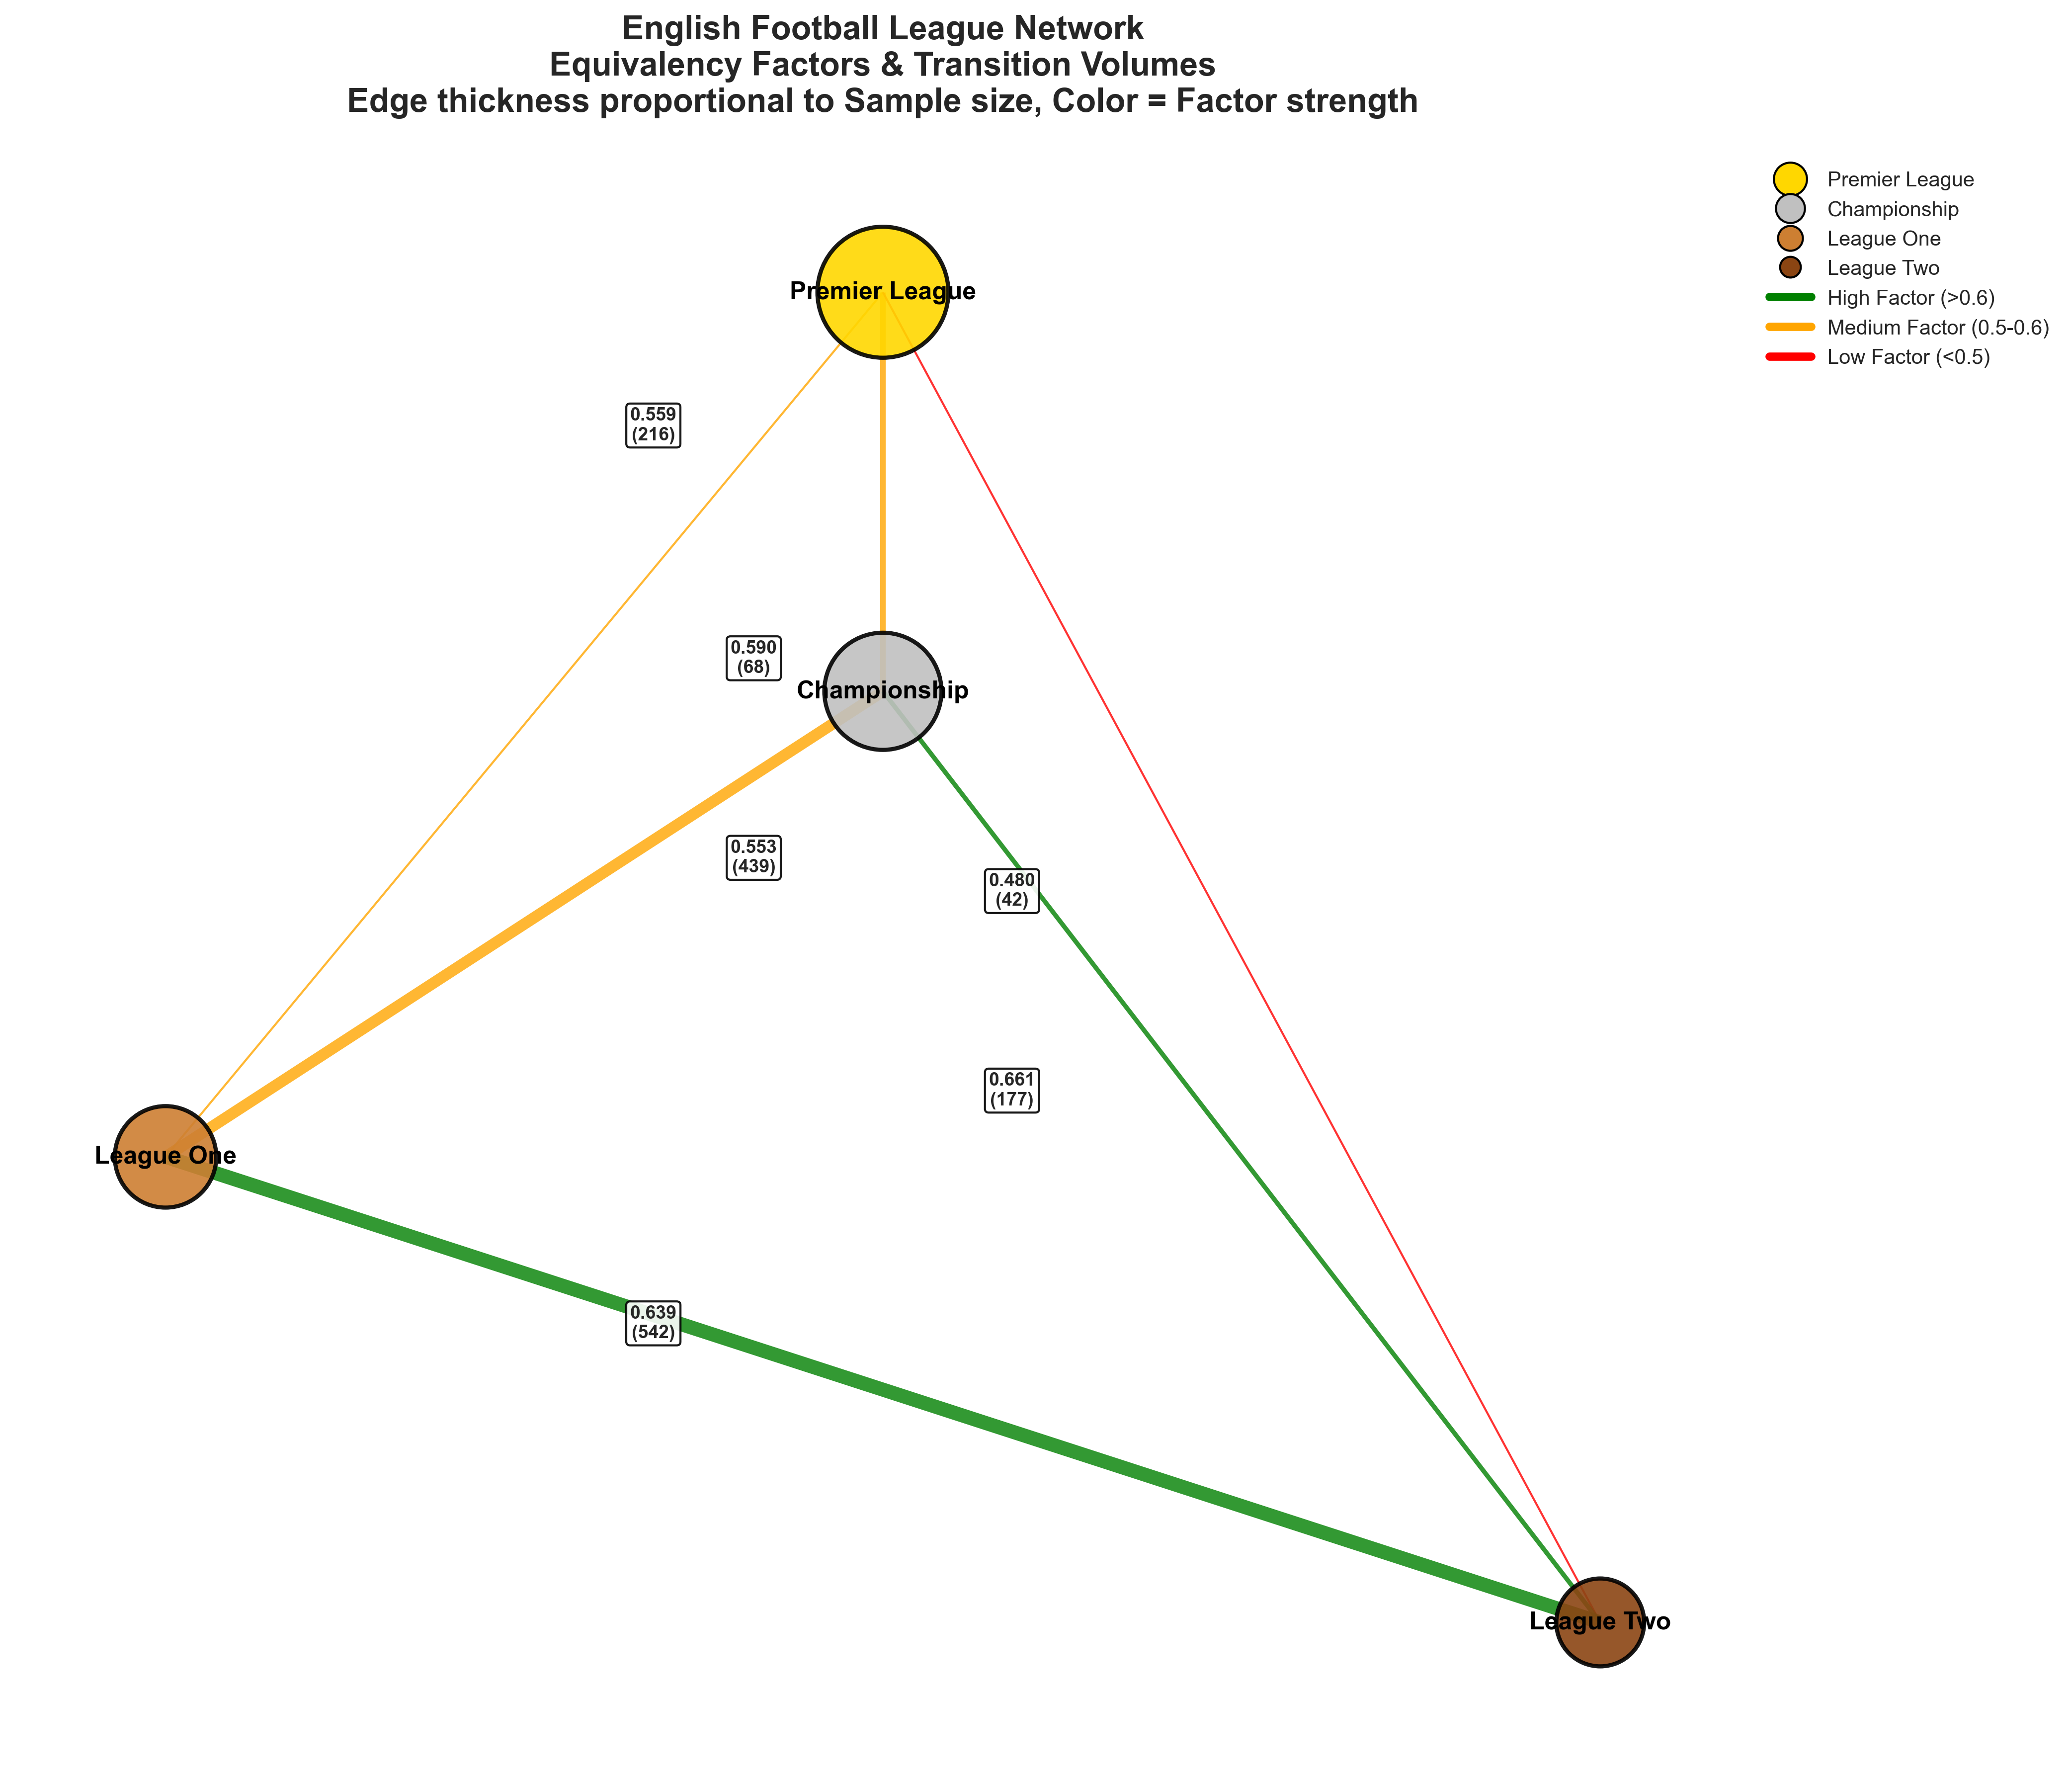 English Football League Network
Equivalency Factors & Transition Volumes
Edge thickness proportional to Sample size, Color = Factor strength
Premier League
Championship
League One
League Two
High Factor (>0.6)
Medium Factor (0.5-0.6)
Low Factor (<0.5)
Premier League
0.559
(216)
0.590
(68)
Championship
0.553
(439)
0.480
(42)
0.661
(177)
League One
0.639
(542)
League Two